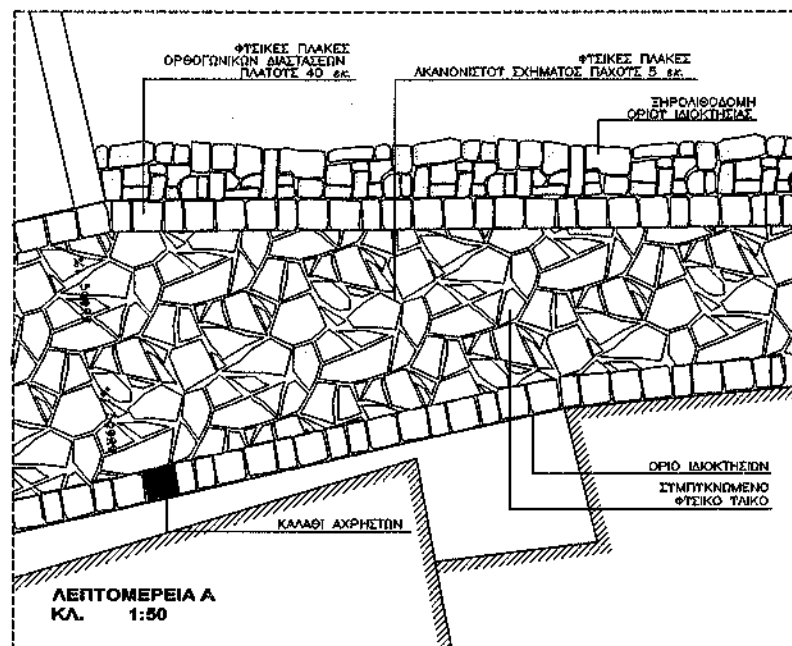 ΦΥΣΙΚΕΣ ΠΛΑΚΕΣ
ΟΡΘΟΓΩΝΙΚΩΝ ΔΙΑΣΤΑΣΕΩΝ
ΠΛΑΤΟΥΣ 40 εκ.
ΦΥΣΙΚΕΣ ΠΛΑΚΕΣ
ΑΚΑΝΟΝΙΣΤΟΥ ΣΧΗΜΑΤΟΣ ΠΑΧΟΥΣ 5 εκ.
ΞΗΡΟΛΙΘΟΔΟΜΗ
ΟΡΙΟΥ ΙΔΙΟΚΤΗΣΙΑΣ
ΟΡΙΟ ΙΔΙΟΚΤΗΣΙΩΝ
ΣΥΜΠΥΚΝΩΜΕΝΟ
ΦΥΣΙΚΟ ΥΛΙΚΟ
ΚΑΛΑΘΙ ΑΧΡΗΣΤΩΝ
ΛΕΠΤΟΜΕΡΕΙΑ Α
ΚΛ. 1:50